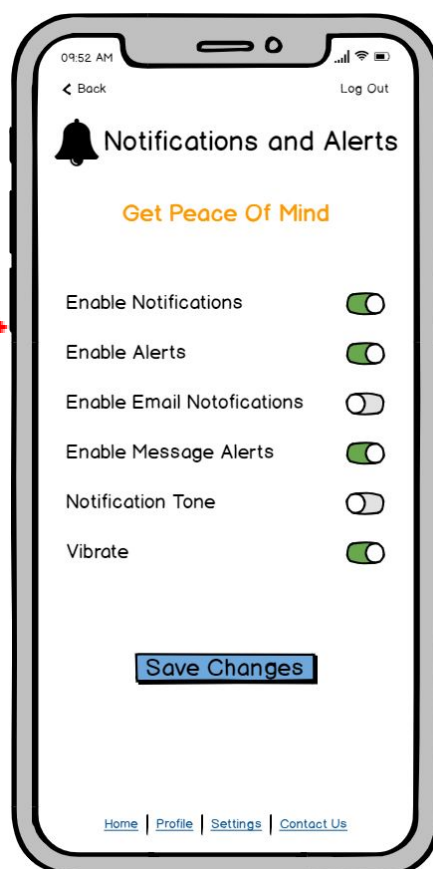 09:52 AM
Back Log Out
Notifications and Alerts
Get Peace Of Mind
Enable Notifications
Enable Alerts
Enable Email Notofications
Enable Message Alerts
Notification Tone
Vibrate
Save Changes
Home | Profile | Settings | Contact Us